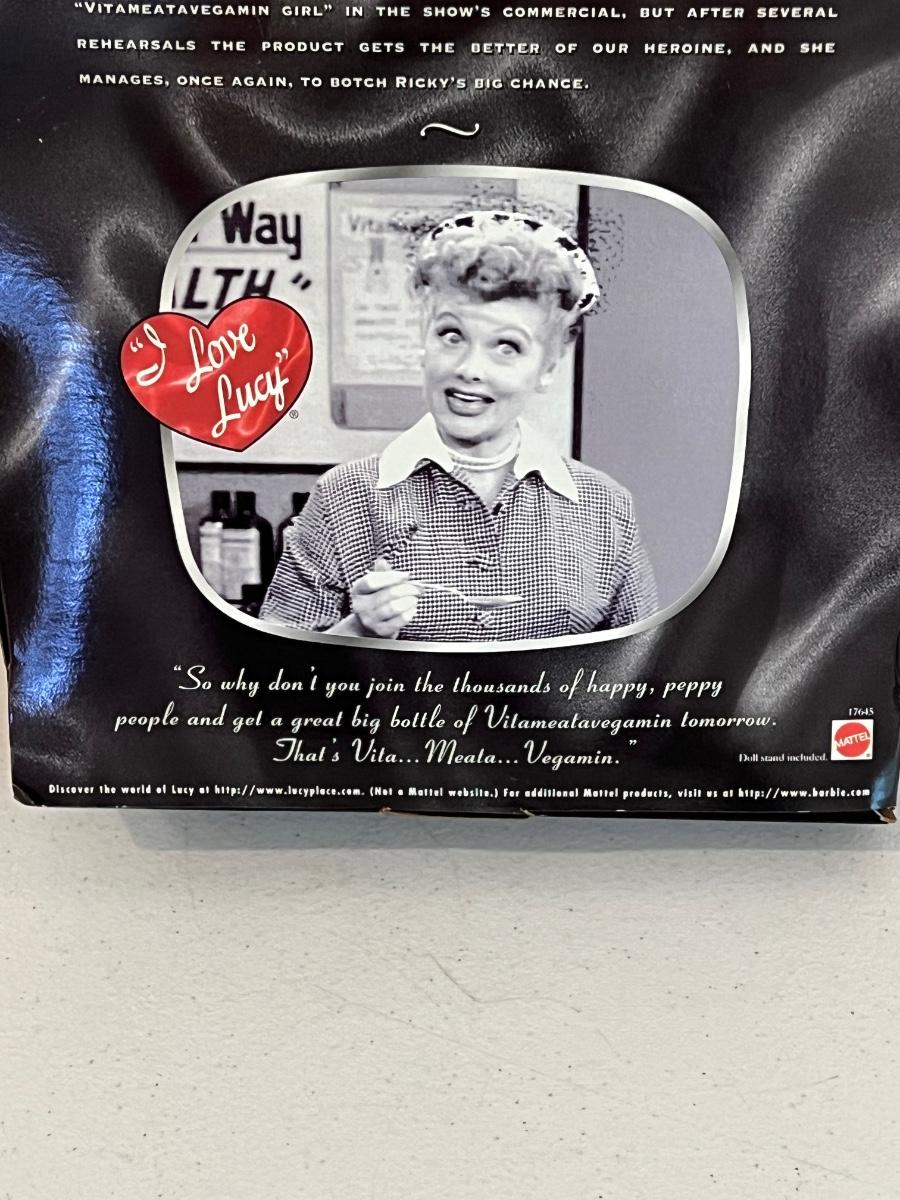 "VITAMEATAVEGAMIN GIRL" IN THE SHOW'S COMMERCIAL, BUT AFTER SEVERAL
REHEARSALS THE PRODUCT GETS THE BETTER OF OUR HEROINE, AND SHE
MANAGES, ONCE AGAIN, TO BOTCH RICKY'S BIG CHANCE.
Way
LTH."
Vita
"I
Love
Lucy"
®
"So why don't you join the thousands of happy, peppy
people and get a great big bottle of Vitameatavegamin tomorrow.
That's Vita...Meata...Vegamin."
17645
MATTEL
Doll stand included.
Discover the world of Lucy at http://www.lucyplace.com. (Not a Mattel website.) For additional Mattel products, visit us at http://www.barbie.com